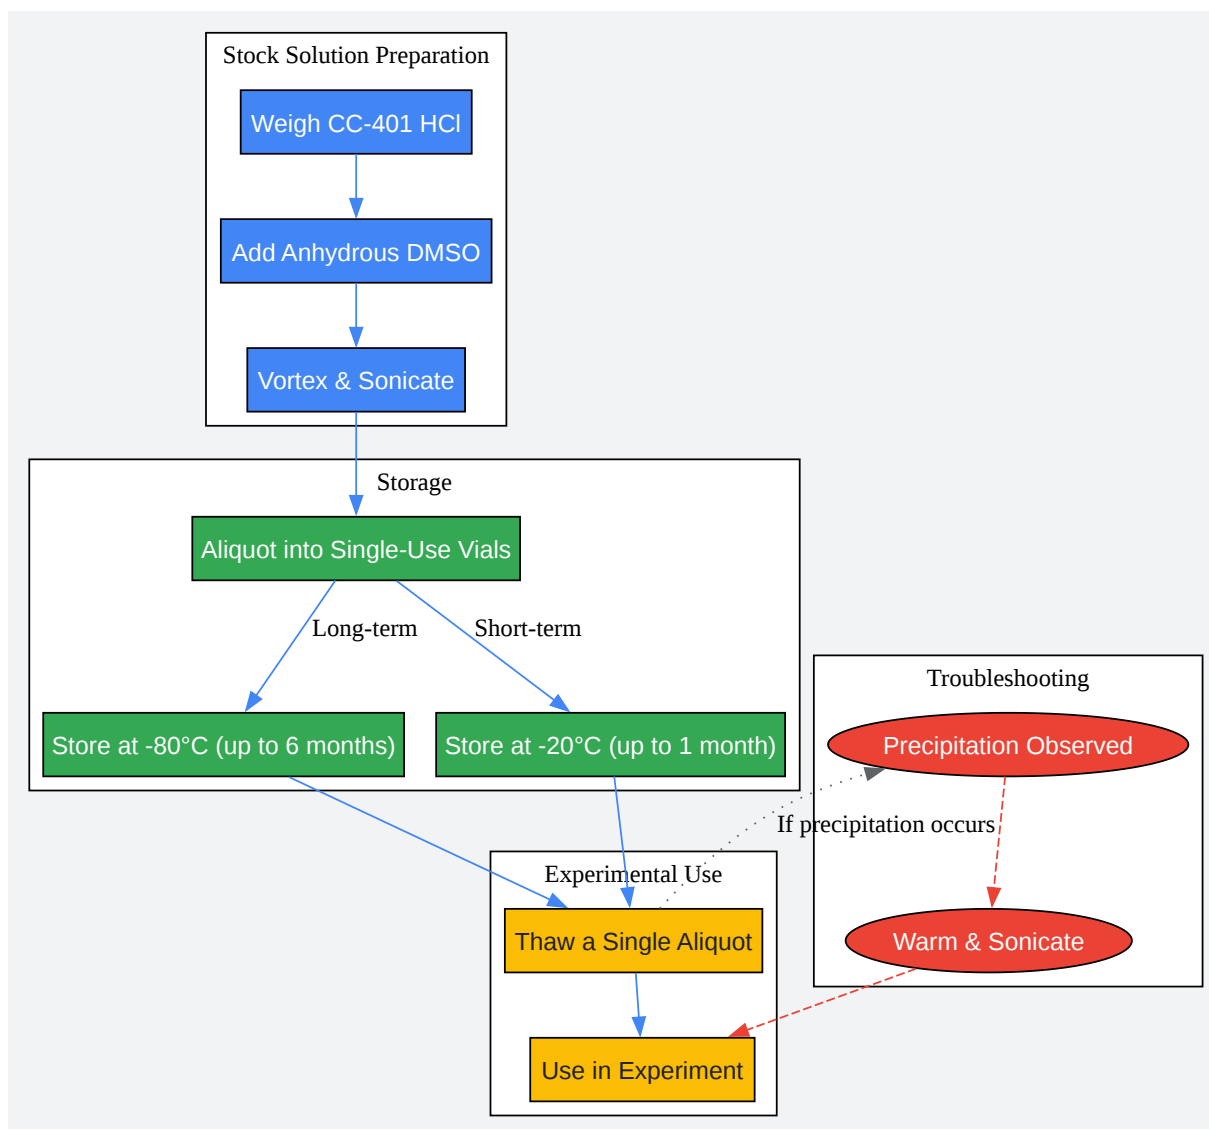 Stock Solution Preparation
Weigh CC-401 HCl
Add Anhydrous DMSO
Vortex & Sonicate
Storage
Aliquot into Single-Use Vials
Long-term
Short-term
Store at -80°C (up to 6 months)
Store at -20°C (up to 1 month)
Troubleshooting
Precipitation Observed
If precipitation occurs
Warm & Sonicate
Experimental Use
Thaw a Single Aliquot
Use in Experiment